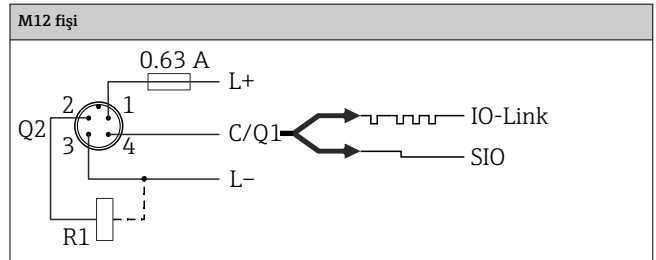 M12 fişi
0.63 A
L+
2 1
Q2
3 4
C/Q1
IO-Link
SIO
L–
R1